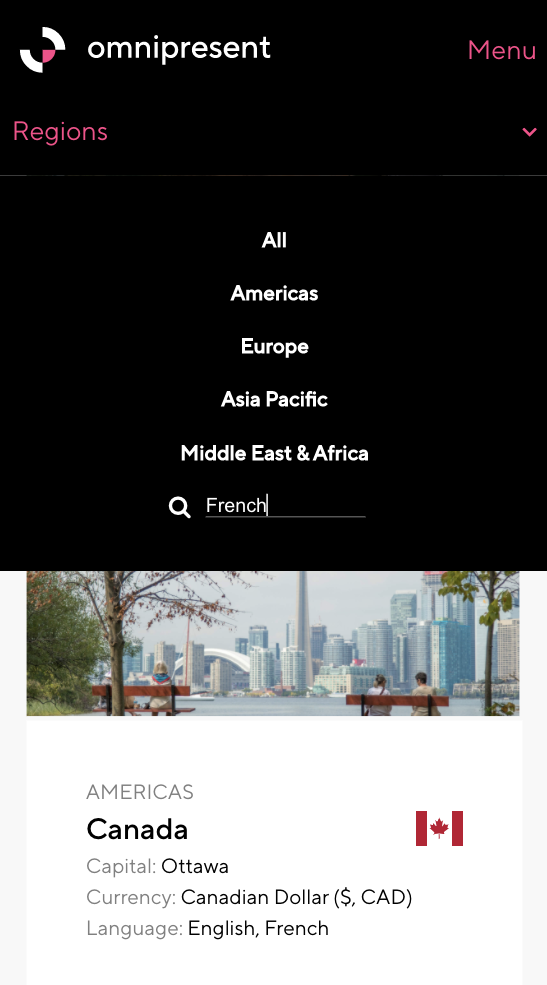 omnipresent
Menu
Regions
All
Americas
Europe
Asia Pacific
Middle East & Africa
French
AMERICAS
Canada
Capital: Ottawa
Currency: Canadian Dollar ($, CAD)
Language: English, French